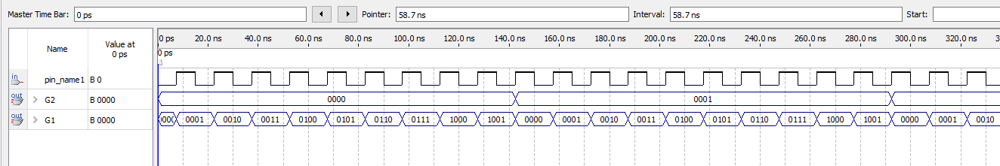 Master Time Bar: 0 ps Pointer: 58.7 ns Interval: 58.7 ns Start:
Name Value at 0 ps
0 ps 20.0 ns 40.0 ns 60.0 ns 80.0 ns 100.0 ns 120.0 ns 140.0 ns 160.0 ns 180.0 ns 200.0 ns 220.0 ns 240.0 ns 260.0 ns 280.0 ns 300.0 ns 320.0 ns
0 ps
in pin_name1 B 0
out G2 B 0000 0000 0001
out G1 B 0000 0000 0001 0010 0011 0100 0101 0110 0111 1000 1001 0000 0001 0010 0011 0100 0101 0110 0111 1000 1001 0000 0001 0010